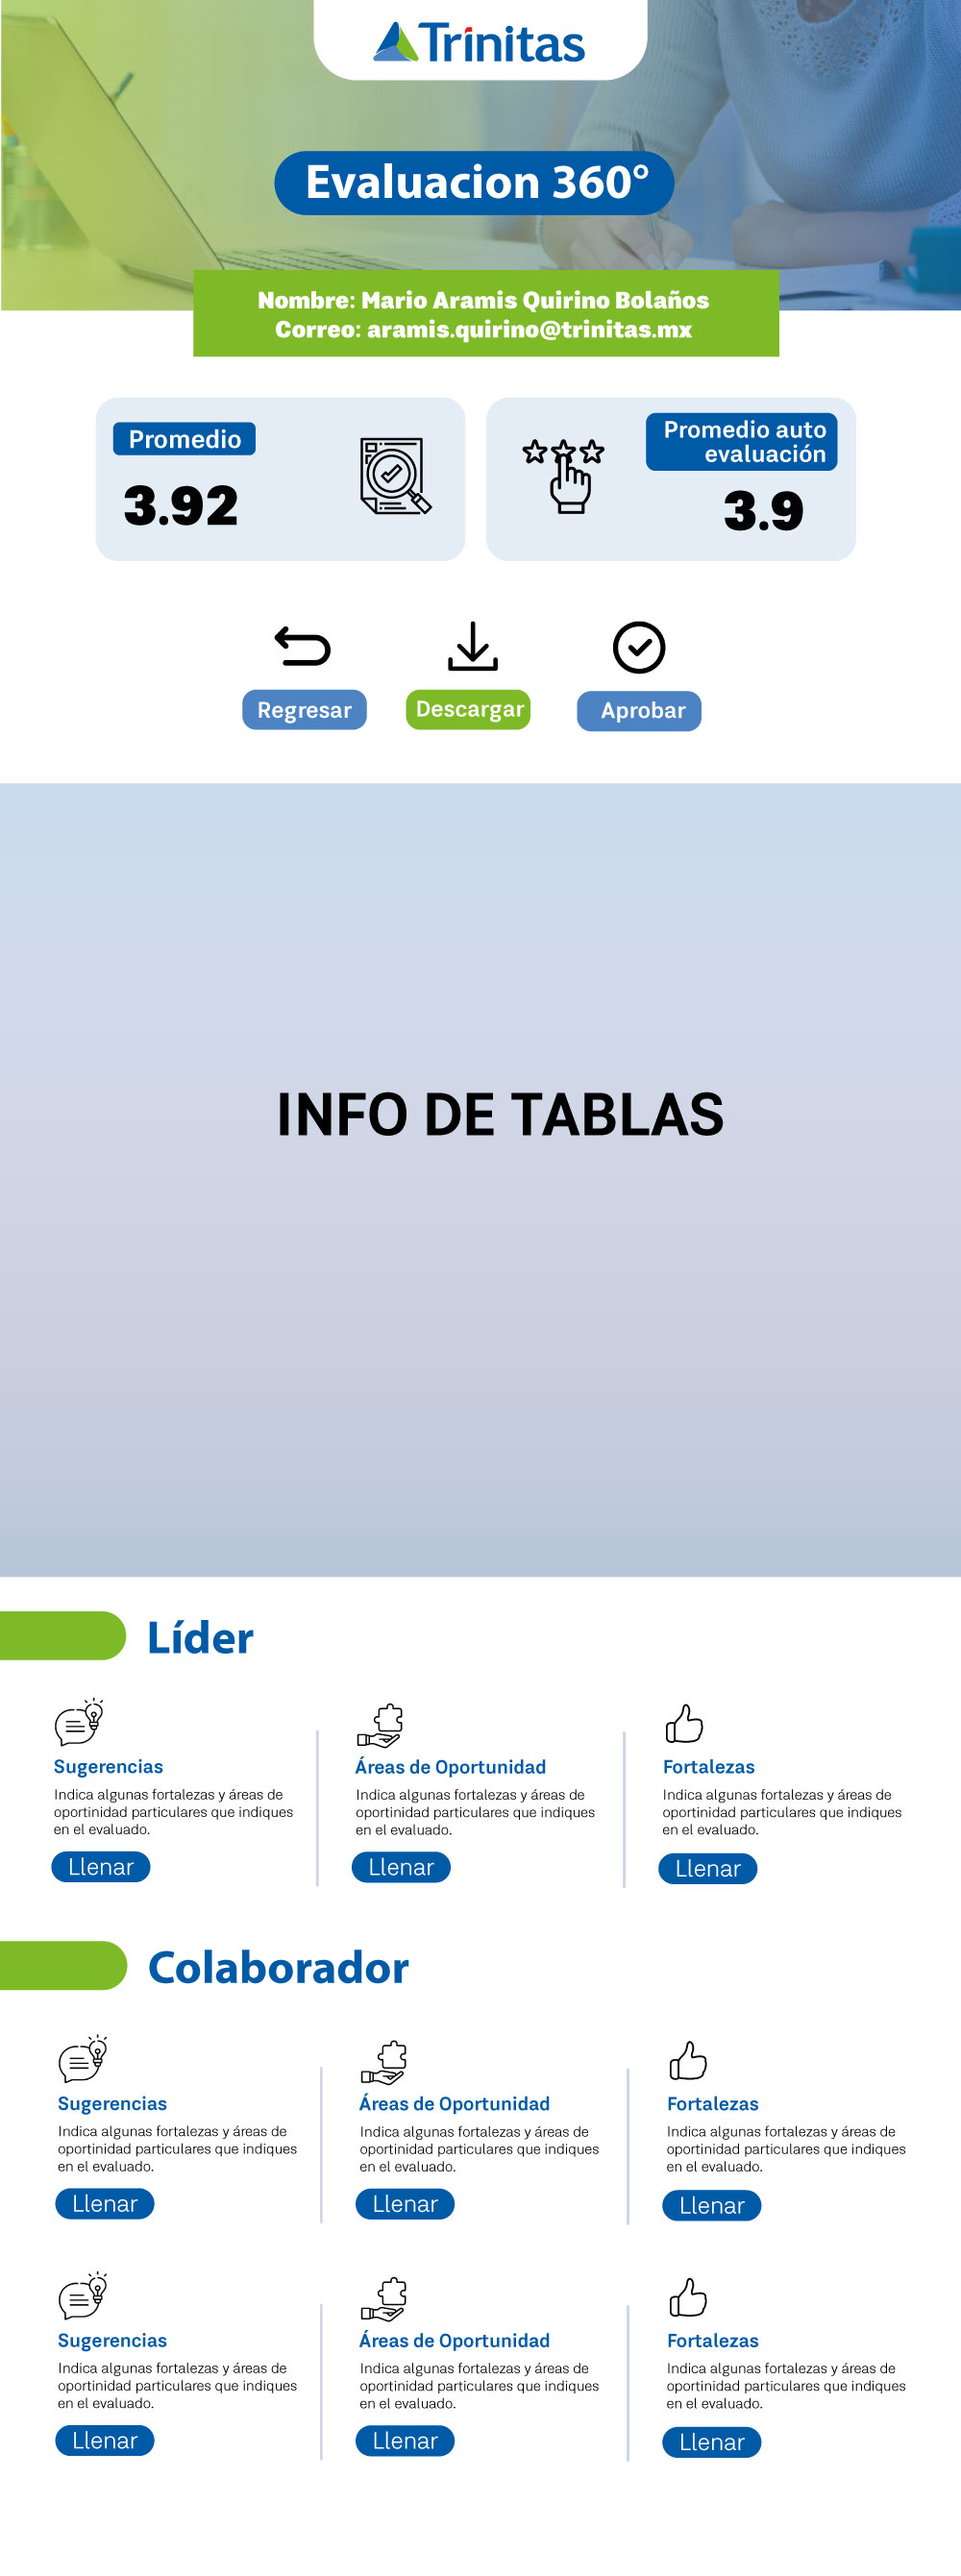 Trinitas
Evaluacion 360°
Nombre: Mario Aramis Quirino Bolaños
Correo: aramis.quirino@trinitas.mx
Promedio
3.92
Promedio auto
evaluación
3.9
Regresar
Descargar
Aprobar
INFO DE TABLAS
Líder
Sugerencias
Indica algunas fortalezas y áreas de
oportinidad particulares que indiques
en el evaluado.
Llenar
Áreas de Oportunidad
Indica algunas fortalezas y áreas de
oportinidad particulares que indiques
en el evaluado.
Llenar
Fortalezas
Indica algunas fortalezas y áreas de
oportinidad particulares que indiques
en el evaluado.
Llenar
Colaborador
Sugerencias
Indica algunas fortalezas y áreas de
oportinidad particulares que indiques
en el evaluado.
Llenar
Áreas de Oportunidad
Indica algunas fortalezas y áreas de
oportinidad particulares que indiques
en el evaluado.
Llenar
Fortalezas
Indica algunas fortalezas y áreas de
oportinidad particulares que indiques
en el evaluado.
Llenar
Sugerencias
Indica algunas fortalezas y áreas de
oportinidad particulares que indiques
en el evaluado.
Llenar
Áreas de Oportunidad
Indica algunas fortalezas y áreas de
oportinidad particulares que indiques
en el evaluado.
Llenar
Fortalezas
Indica algunas fortalezas y áreas de
oportinidad particulares que indiques
en el evaluado.
Llenar